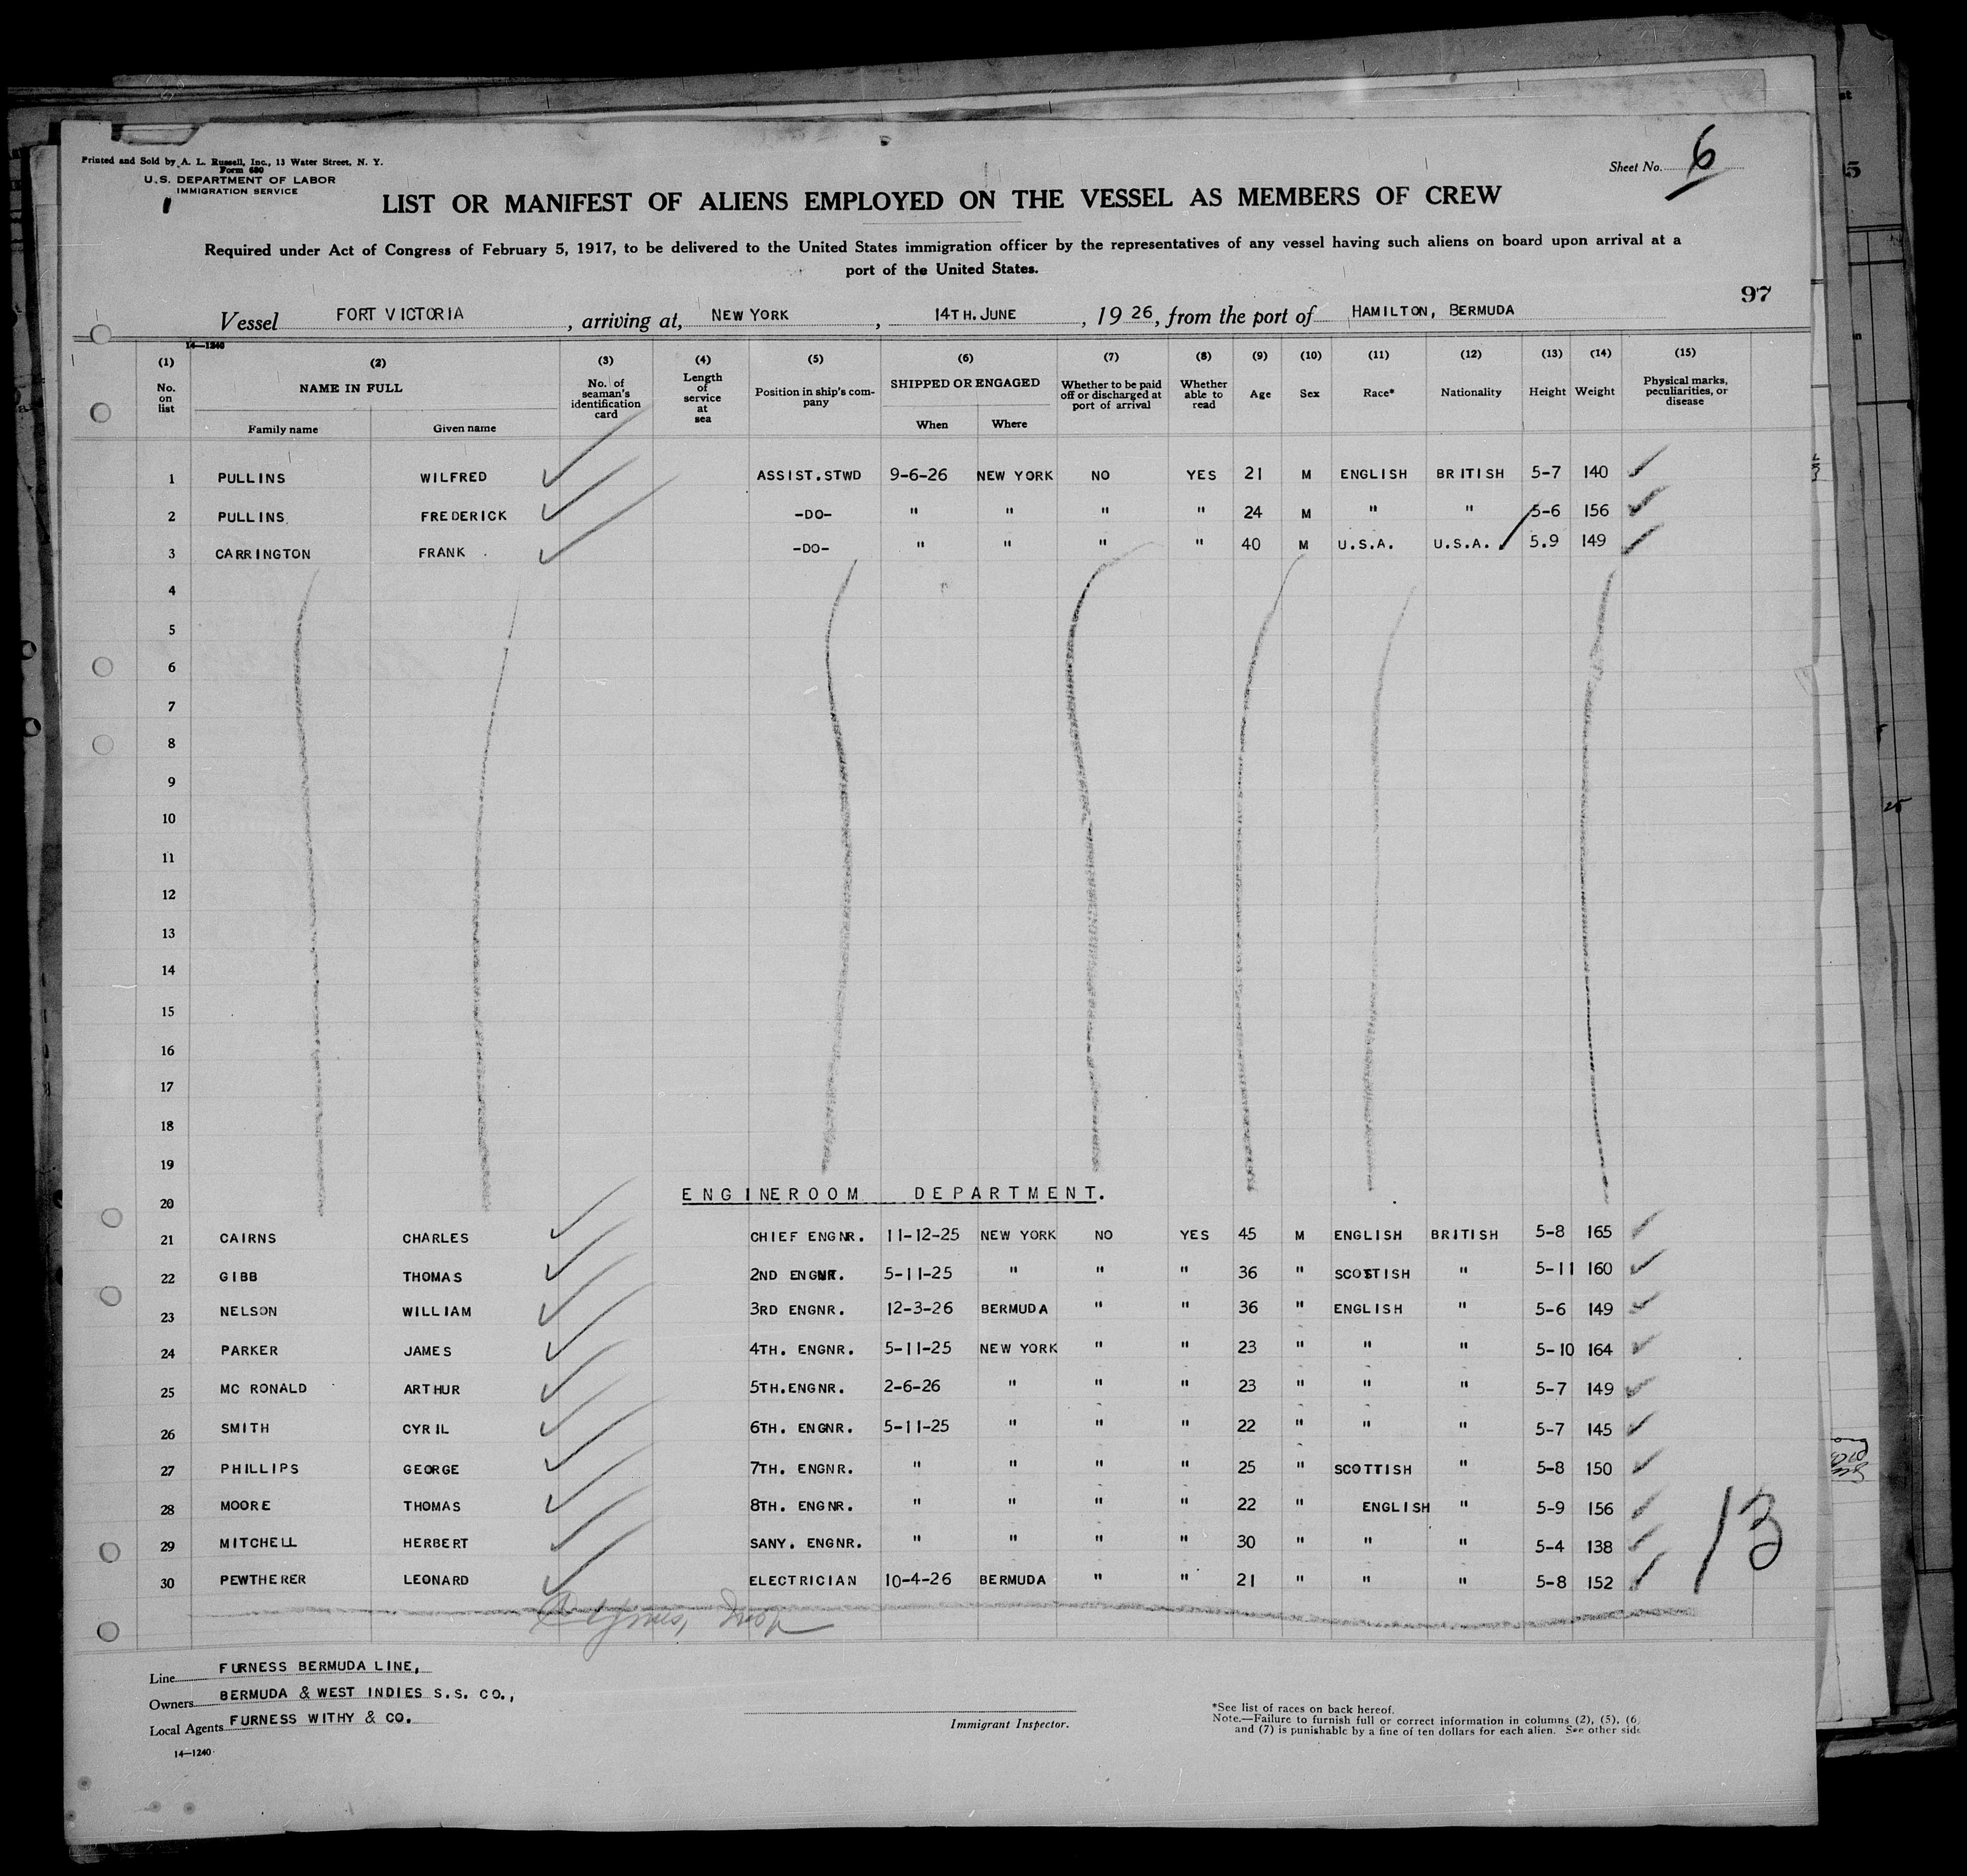 Printed and Sold by A. L. Russell, Inc., 13 Water Street, N. Y.
Form 680
U.S. DEPARTMENT OF LABOR
IMMIGRATION SERVICE
Sheet No. 6
LIST OR MANIFEST OF ALIENS EMPLOYED ON THE VESSEL AS MEMBERS OF CREW
Required under Act of Congress of February 5, 1917, to be delivered to the United States immigration officer by the representatives of any vessel having such aliens on board upon arrival at a
port of the United States.
97
Vessel FORT VICTORIA, arriving at, NEW YORK, 14TH. JUNE, 1926, from the port of HAMILTON, BERMUDA
14—1240
(1) (2) (3) (4) (5) (6) (7) (8) (9) (10) (11) (12) (13) (14) (15)
No. on list NAME IN FULL Family name Given name No. of seaman's identification card Length of service at sea Position in ship's company SHIPPED OR ENGAGED When Where Whether to be paid off or discharged at port of arrival Whether able to read Age Sex Race* Nationality Height Weight Physical marks, peculiarities, or disease
1 PULLINS WILFRED ASSIST.STWD 9-6-26 NEW YORK NO YES 21 M ENGLISH BRITISH 5-7 140
2 PULLINS FREDERICK -DO- " " " " 24 M " " 5-6 156
3 CARRINGTON FRANK -DO- " " " " 40 M U.S.A. U.S.A. 5.9 149
4
5
6
7
8
9
10
11
12
13
14
15
16
17
18
19
20 ENGINEROOM DEPARTMENT.
21 CAIRNS CHARLES CHIEF ENGNR. 11-12-25 NEW YORK NO YES 45 M ENGLISH BRITISH 5-8 165
22 GIBB THOMAS 2ND ENGNR. 5-11-25 " " " 36 " SCOTTISH " 5-11 160
23 NELSON WILLIAM 3RD ENGNR. 12-3-26 BERMUDA " " 36 " ENGLISH " 5-6 149
24 PARKER JAMES 4TH. ENGNR. 5-11-25 NEW YORK " " 23 " " " 5-10 164
25 MC RONALD ARTHUR 5TH.ENGNR. 2-6-26 " " " 23 " " " 5-7 149
26 SMITH CYRIL 6TH. ENGNR. 5-11-25 " " " 22 " " " 5-7 145
27 PHILLIPS GEORGE 7TH. ENGNR. " " " " 25 " SCOTTISH " 5-8 150
28 MOORE THOMAS 8TH. ENGNR. " " " " 22 " ENGLISH " 5-9 156
29 MITCHELL HERBERT SANY. ENGNR. " " " " 30 " " " 5-4 138
30 PEWTHERER LEONARD ELECTRICIAN 10-4-26 BERMUDA " " 21 " " " 5-8 152
13
Line FURNESS BERMUDA LINE,
Owners BERMUDA & WEST INDIES S.S. CO.,
Local Agents FURNESS WITHY & CO.
14—1240
Immigrant Inspector.
*See list of races on back hereof.
Note.—Failure to furnish full or correct information in columns (2), (5), (6)
and (7) is punishable by a fine of ten dollars for each alien. See other side